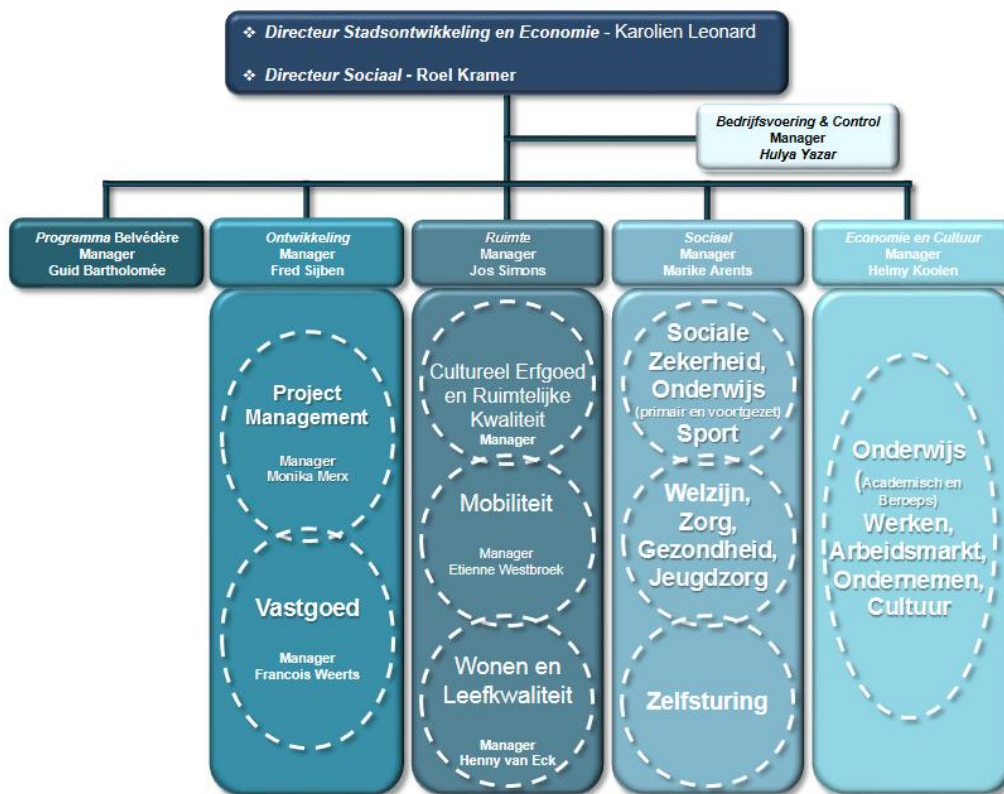 ❖ Directeur Stadsontwikkeling en Economie - Karolien Leonard
❖ Directeur Sociaal - Roel Kramer
Bedrijfsvoering & Control
Manager
Hulya Yazar
Programma Belvédère
Manager
Guid Bartholomée
Ontwikkeling
Manager
Fred Sijben
Ruimte
Manager
Jos Simons
Sociaal
Manager
Marike Arents
Economie en Cultuur
Manager
Helmy Koolen
Project
Management
Manager
Monika Merx
Vastgoed
Manager
Francois Weerts
Cultureel Erfgoed
en Ruimtelijke
Kwaliteit
Manager
Mobiliteit
Manager
Etienne Westbroek
Wonen en
Leefkwaliteit
Manager
Henny van Eck
Sociale
Zekerheid,
Onderwijs
(primair en voortgezet)
Sport
Welzijn,
Zorg,
Gezondheid,
Jeugdzorg
Zelfsturing
Onderwijs
(Academisch en
Beroeps)
Werken,
Arbeidsmarkt,
Ondernemen,
Cultuur